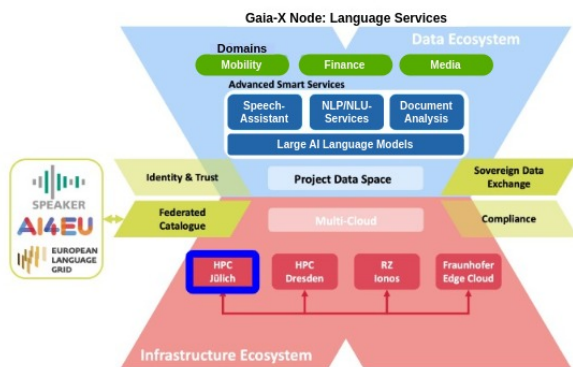 Gaia-X Node: Language Services
Data Ecosystem
Domains
Mobility
Finance
Media
Advanced Smart Services
Speech-
Assistant
NLP/NLU-
Services
Document
Analysis
Large AI Language Models
Identity & Trust
Project Data Space
Sovereign Data
Exchange
SPEAKER
AI4EU
EUROPEAN
LANGUAGE
GRID
Federated
Catalogue
Multi-Cloud
Compliance
HPC
Jülich
HPC
Dresden
RZ
Ionos
Fraunhofer
Edge Cloud
Infrastructure Ecosystem